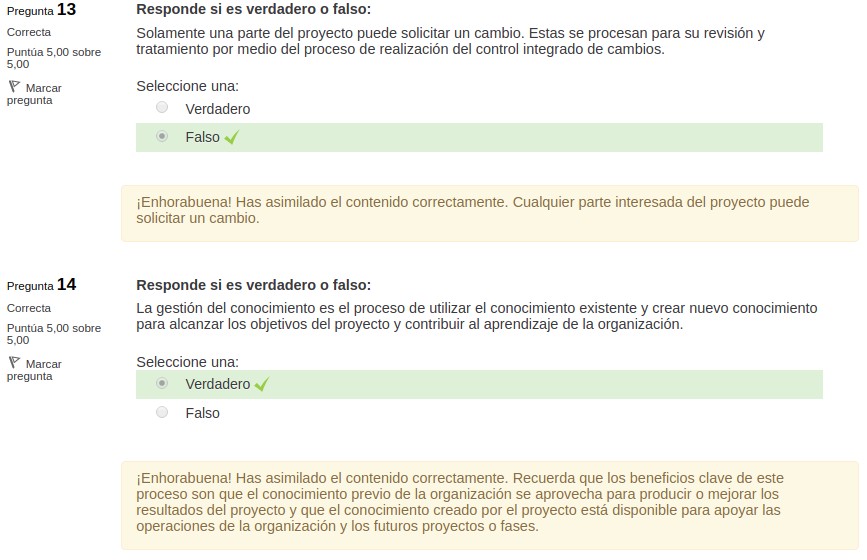 Pregunta 13
Correcta
Puntúa 5,00 sobre
5,00
Marcar
pregunta
Responde si es verdadero o falso:
Solamente una parte del proyecto puede solicitar un cambio. Estas se procesan para su revisión y
tratamiento por medio del proceso de realización del control integrado de cambios.
Seleccione una:
Verdadero
Falso
¡Enhorabuena! Has asimilado el contenido correctamente. Cualquier parte interesada del proyecto puede
solicitar un cambio.
Pregunta 14
Correcta
Puntúa 5,00 sobre
5,00
Marcar
pregunta
Responde si es verdadero o falso:
La gestión del conocimiento es el proceso de utilizar el conocimiento existente y crear nuevo conocimiento
para alcanzar los objetivos del proyecto y contribuir al aprendizaje de la organización.
Seleccione una:
Verdadero
Falso
¡Enhorabuena! Has asimilado el contenido correctamente. Recuerda que los beneficios clave de este
proceso son que el conocimiento previo de la organización se aprovecha para producir o mejorar los
resultados del proyecto y que el conocimiento creado por el proyecto está disponible para apoyar las
operaciones de la organización y los futuros proyectos o fases.